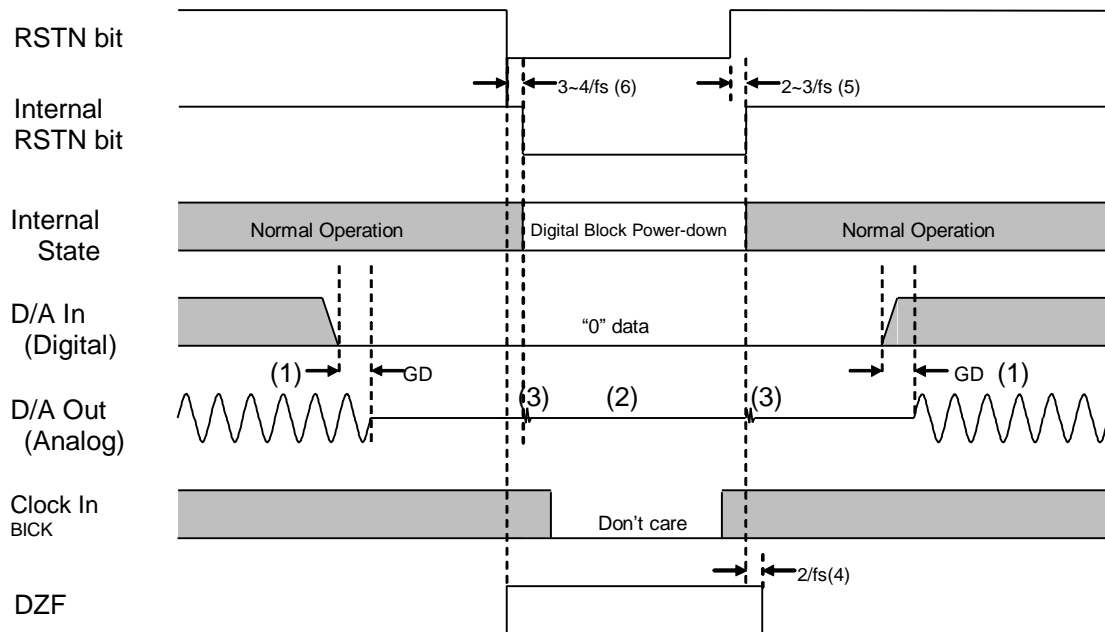 RSTN bit
3~4/fs (6)
2~3/fs (5)
Internal
RSTN bit
Internal
State
Normal Operation
Digital Block Power-down
Normal Operation
D/A In
(Digital)
“0” data
(1)
GD
GD
(1)
D/A Out
(Analog)
(3)
(2)
(3)
Clock In
BICK
Don’t care
2/fs(4)
DZF